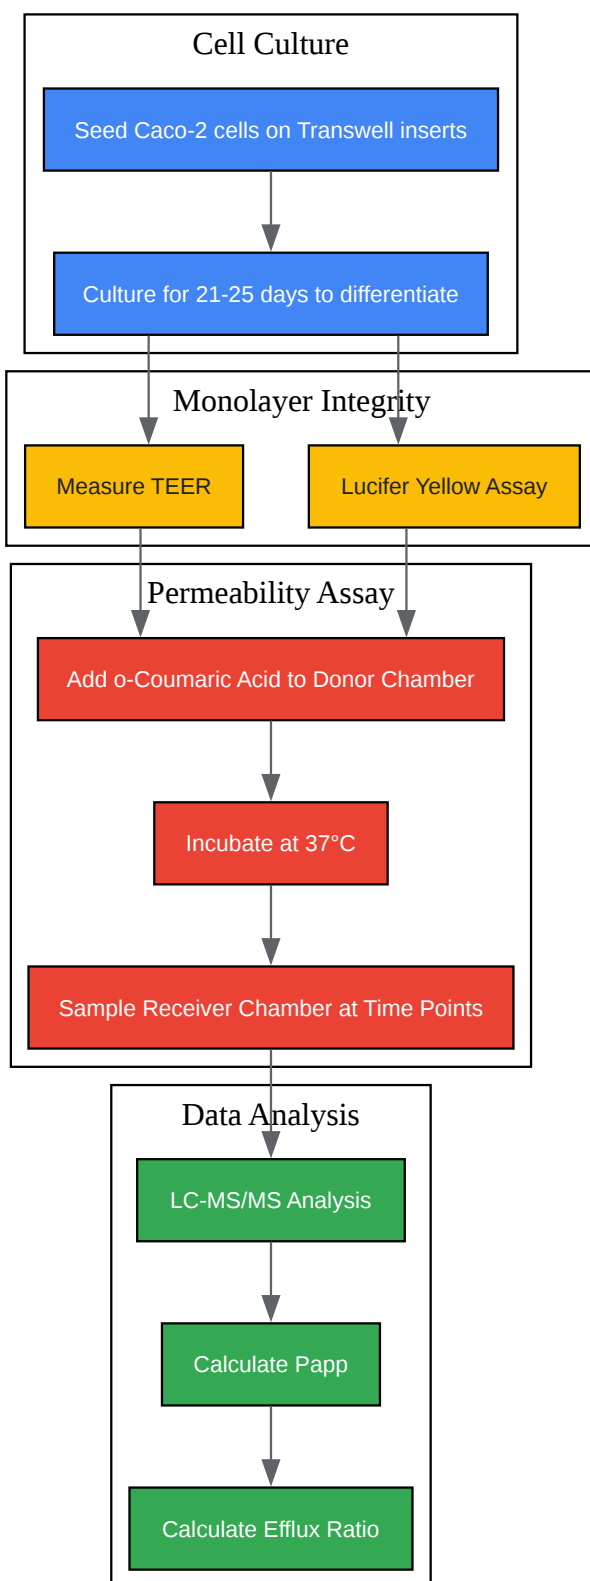 Cell Culture
Seed Caco-2 cells on Transwell inserts
Culture for 21-25 days to differentiate
Monolayer Integrity
Measure TEER
Lucifer Yellow Assay
Permeability Assay
Add o-Coumaric Acid to Donor Chamber
Incubate at 37°C
Sample Receiver Chamber at Time Points
Data Analysis
LC-MS/MS Analysis
Calculate Papp
Calculate Efflux Ratio